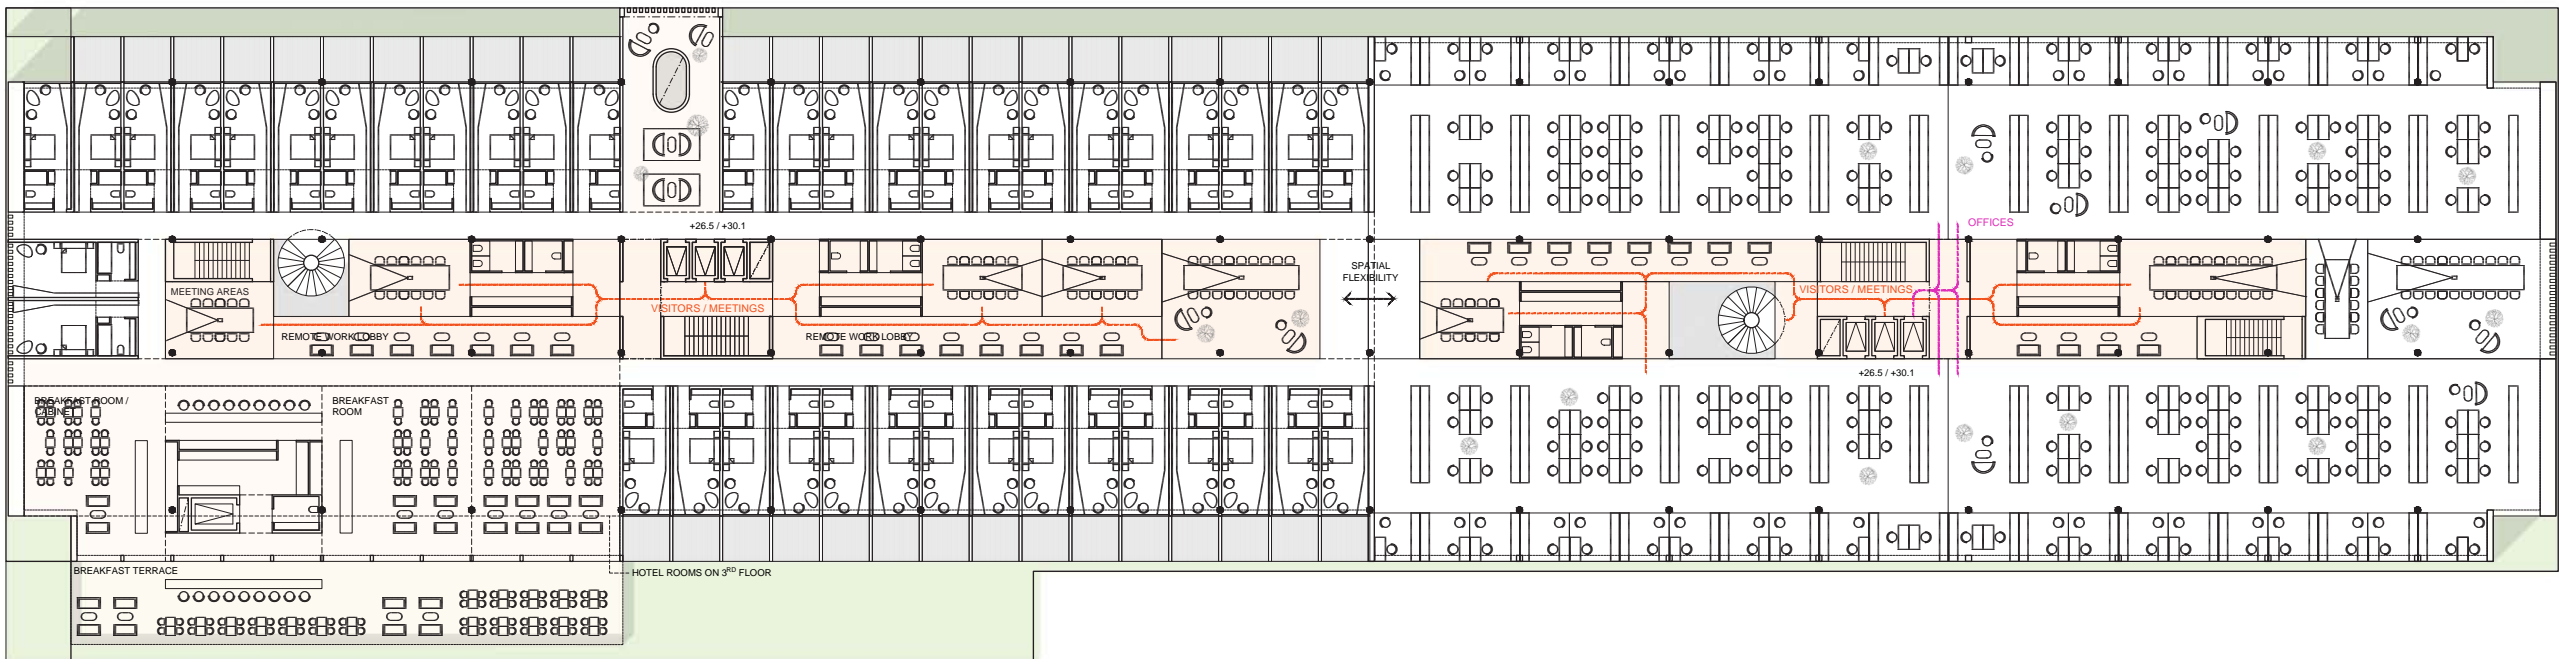 +26.5 / +30.1
OFFICES
SPATIAL
FLEXIBILITY
MEETING AREAS
VISITORS / MEETINGS
VISITORS / MEETINGS
REMOTE WORK LOBBY
REMOTE WORK LOBBY
+26.5 / +30.1
BREAKFAST ROOM /
CABINET
BREAKFAST
ROOM
BREAKFAST TERRACE
HOTEL ROOMS ON 3RD FLOOR